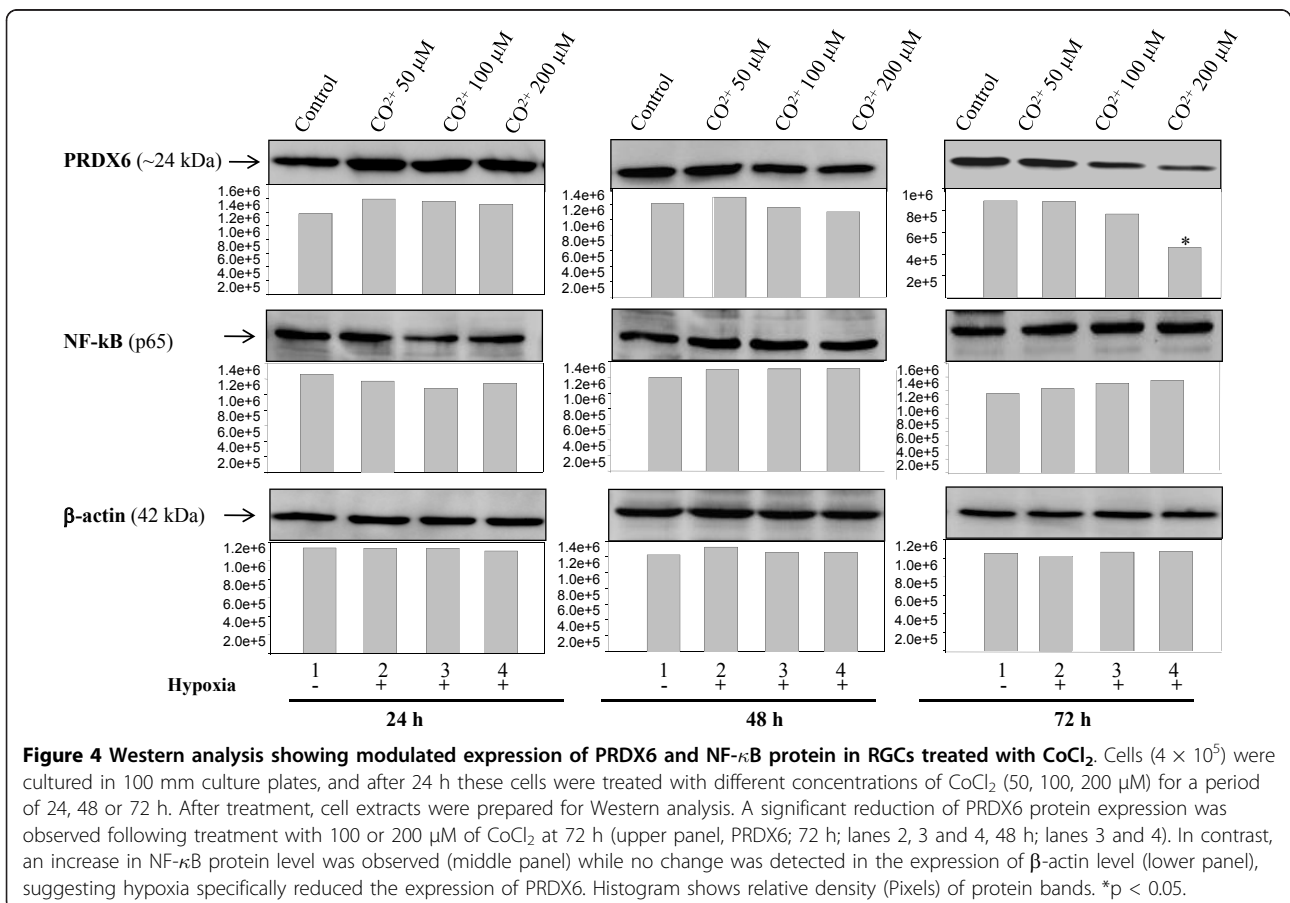 Control CO²⁺ 50 µM CO²⁺ 100 µM CO²⁺ 200 µM Control CO²⁺ 50 µM CO²⁺ 100 µM CO²⁺ 200 µM Control CO²⁺ 50 µM CO²⁺ 100 µM CO²⁺ 200 µM
PRDX6 (~24 kDa)
1.6e+6
1.4e+6
1.2e+6
1.0e+6
8.0e+5
6.0e+5
4.0e+5
2.0e+5
1.4e+6
1.2e+6
1.0e+6
8.0e+5
6.0e+5
4.0e+5
2.0e+5
1e+6
8e+5
6e+5
4e+5
2e+5
*
NF-kB (p65)
1.4e+6
1.2e+6
1.0e+6
8.0e+5
6.0e+5
4.0e+5
2.0e+5
1.4e+6
1.2e+6
1.0e+6
8.0e+5
6.0e+5
4.0e+5
2.0e+5
1.6e+6
1.4e+6
1.2e+6
1.0e+6
8.0e+5
6.0e+5
4.0e+5
2.0e+5
β-actin (42 kDa)
1.2e+6
1.0e+6
8.0e+5
6.0e+5
4.0e+5
2.0e+5
1.4e+6
1.2e+6
1.0e+6
8.0e+5
6.0e+5
4.0e+5
2.0e+5
1.2e+6
1.0e+6
8.0e+5
6.0e+5
4.0e+5
2.0e+5
1 2 3 4 1 2 3 4 1 2 3 4
Hypoxia - + + + - + + + - + + +
24 h 48 h 72 h
Figure 4 Western analysis showing modulated expression of PRDX6 and NF-κB protein in RGCs treated with CoCl₂. Cells (4 × 10⁵) were
cultured in 100 mm culture plates, and after 24 h these cells were treated with different concentrations of CoCl₂ (50, 100, 200 µM) for a period
of 24, 48 or 72 h. After treatment, cell extracts were prepared for Western analysis. A significant reduction of PRDX6 protein expression was
observed following treatment with 100 or 200 µM of CoCl₂ at 72 h (upper panel, PRDX6; 72 h; lanes 2, 3 and 4, 48 h; lanes 3 and 4). In contrast,
an increase in NF-κB protein level was observed (middle panel) while no change was detected in the expression of β-actin level (lower panel),
suggesting hypoxia specifically reduced the expression of PRDX6. Histogram shows relative density (Pixels) of protein bands. *p < 0.05.